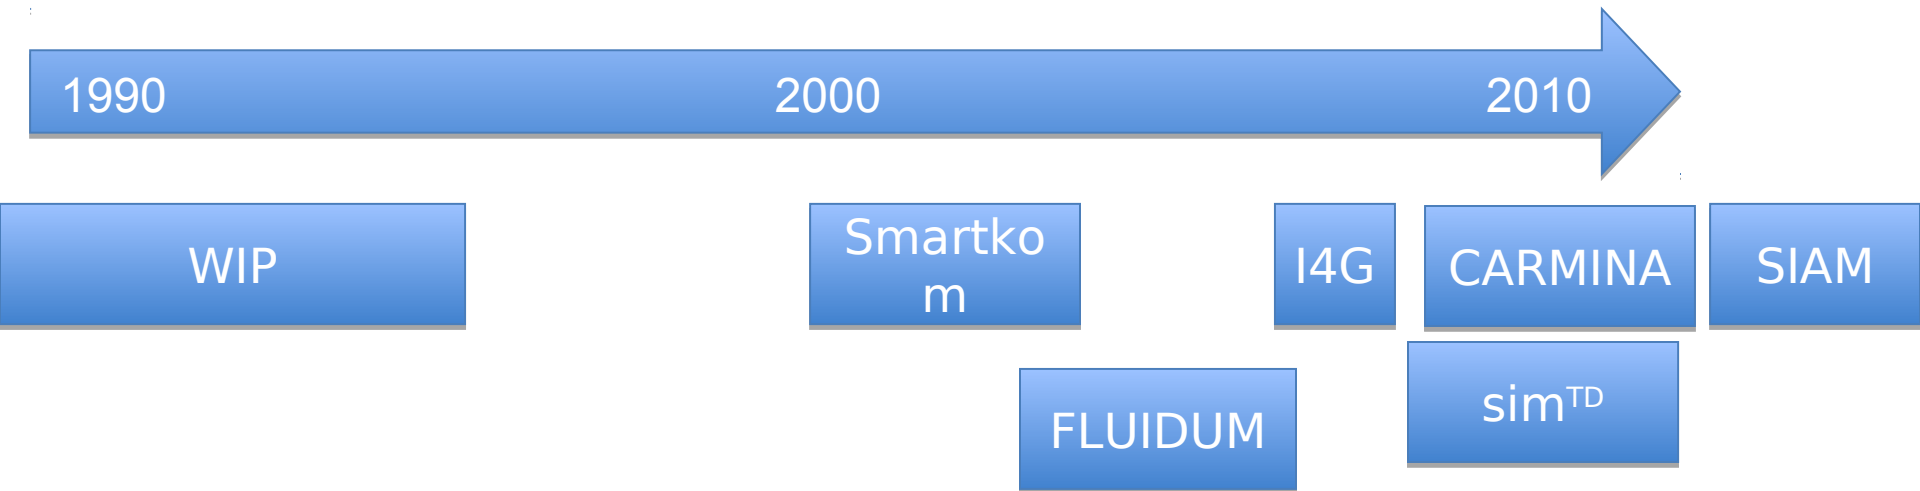 1990 2000 2010
WIP
Smartko
m
I4G
CARMINA
SIAM
FLUIDUM
simTD